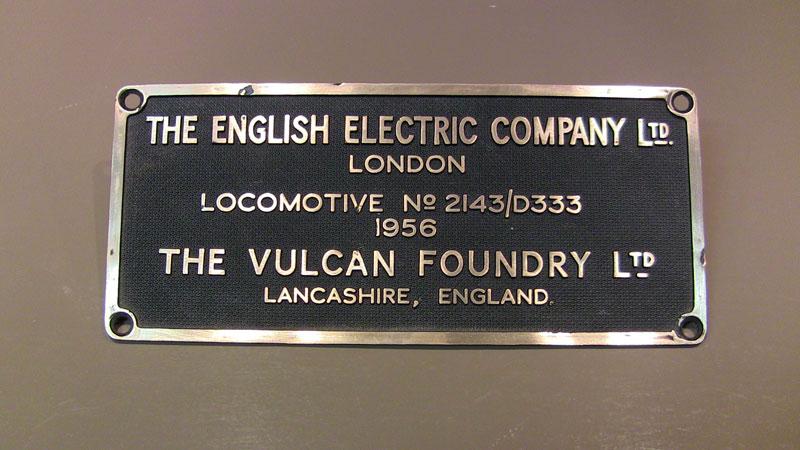 THE ENGLISH ELECTRIC COMPANY LTD.
LONDON
LOCOMOTIVE Nº 2143/D333
1956
THE VULCAN FOUNDRY LTD
LANCASHIRE, ENGLAND.